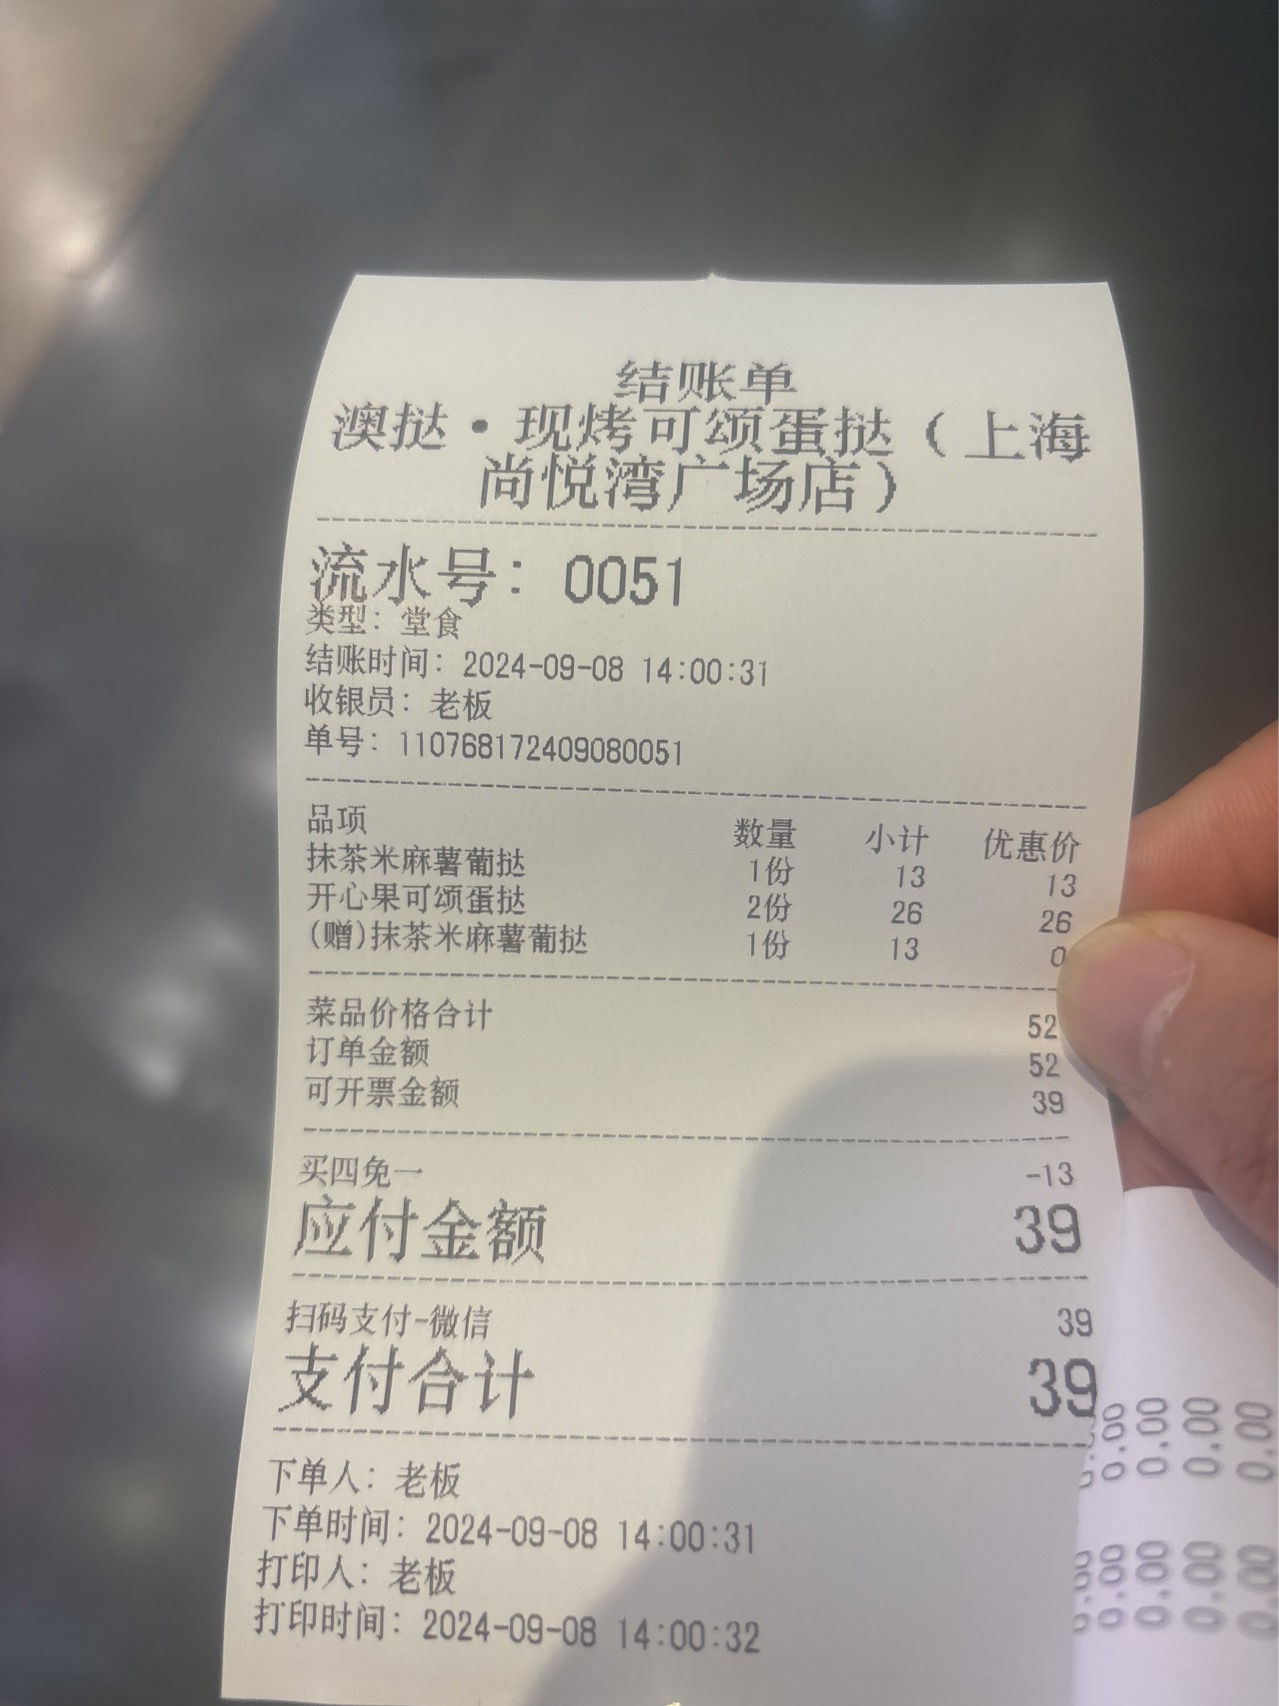 结账单
澳挞·现烤可颂蛋挞（上海
尚悦湾广场店）
流水号：0051
类型：堂食
结账时间：2024-09-08 14:00:31
收银员：老板
单号：110768172409080051
品项 数量 小计 优惠价
抹茶米麻薯葡挞 1份 13 13
开心果可颂蛋挞 2份 26 26
(赠)抹茶米麻薯葡挞 1份 13 0
菜品价格合计 52
订单金额 52
可开票金额 39
买四免一 -13
应付金额 39
扫码支付-微信 39
支付合计 39
下单人：老板
下单时间：2024-09-08 14:00:31
打印人：老板
打印时间：2024-09-08 14:00:32